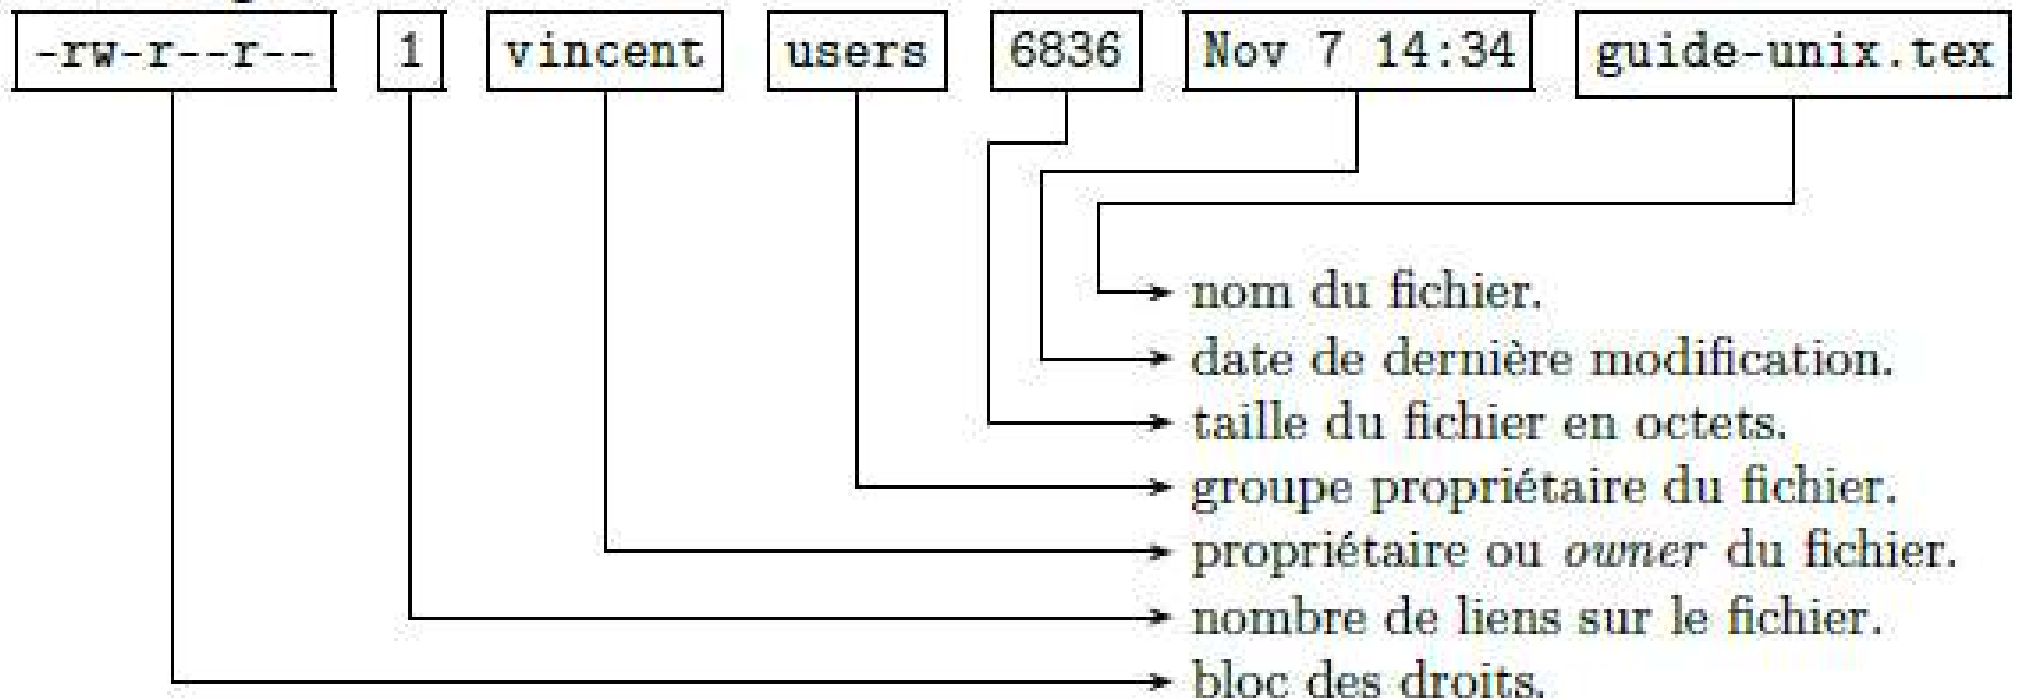 -rw-r--r-- 1 vincent users 6836 Nov 7 14:34 guide-unix.tex
nom du fichier.
date de dernière modification.
taille du fichier en octets.
groupe propriétaire du fichier.
propriétaire ou owner du fichier.
nombre de liens sur le fichier.
bloc des droits.